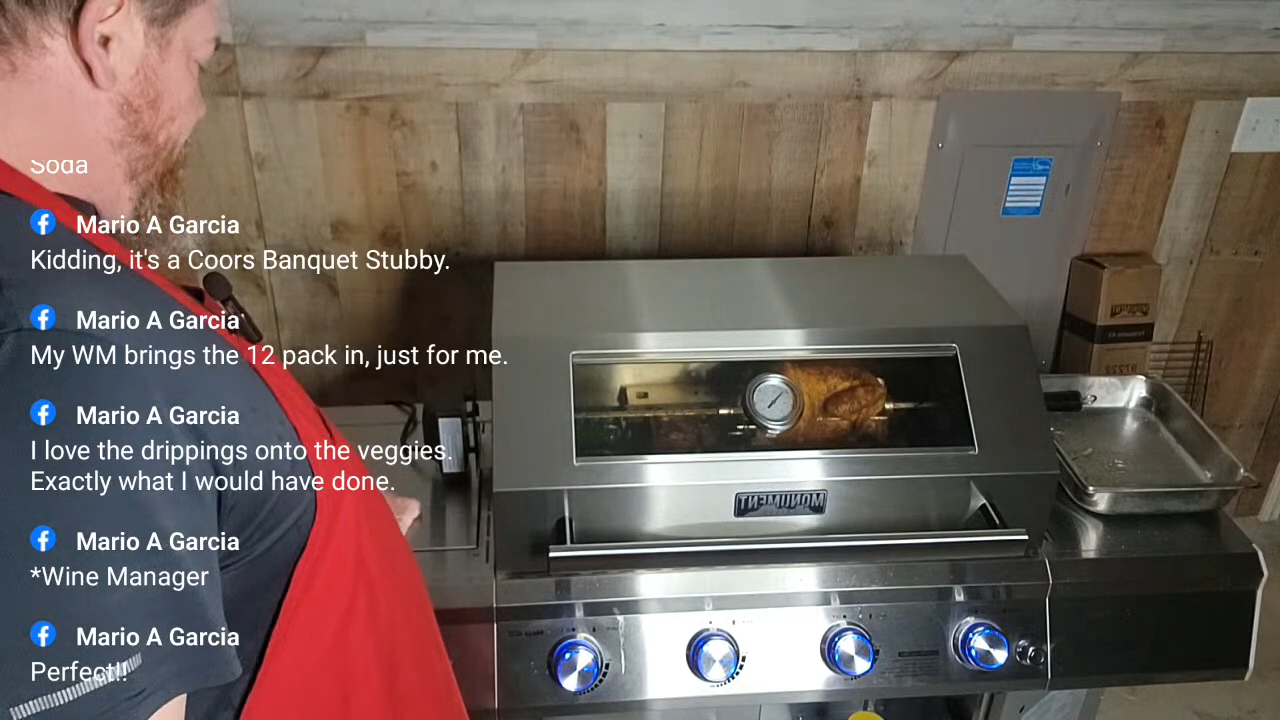 Soda
Mario A Garcia
Kidding, it's a Coors Banquet Stubby.
Mario A Garcia
My WM brings the 12 pack in, just for me.
Mario A Garcia
I love the drippings onto the veggies.
Exactly what I would have done.
Mario A Garcia
*Wine Manager
Mario A Garcia
Perfect!!
MONUMENT